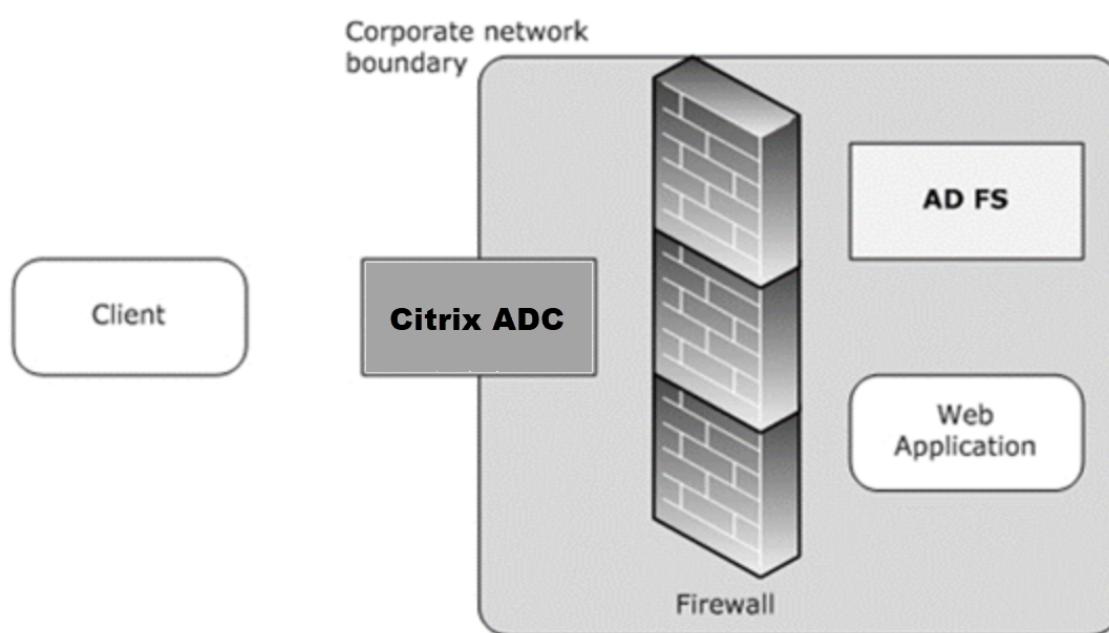 Corporate network
boundary
AD FS
Client
Citrix ADC
Web
Application
Firewall